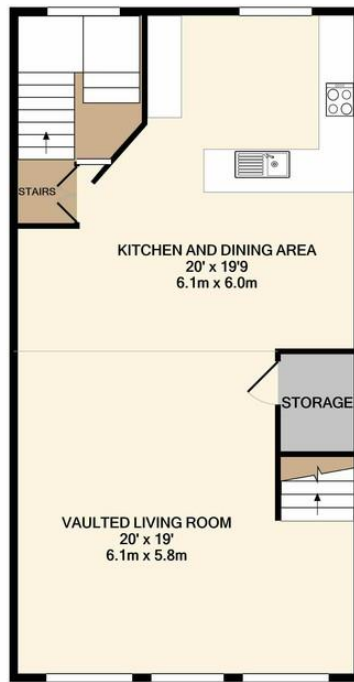 STAIRS
KITCHEN AND DINING AREA
20' x 19'9
6.1m x 6.0m
STORAGE
VAULTED LIVING ROOM
20' x 19'
6.1m x 5.8m